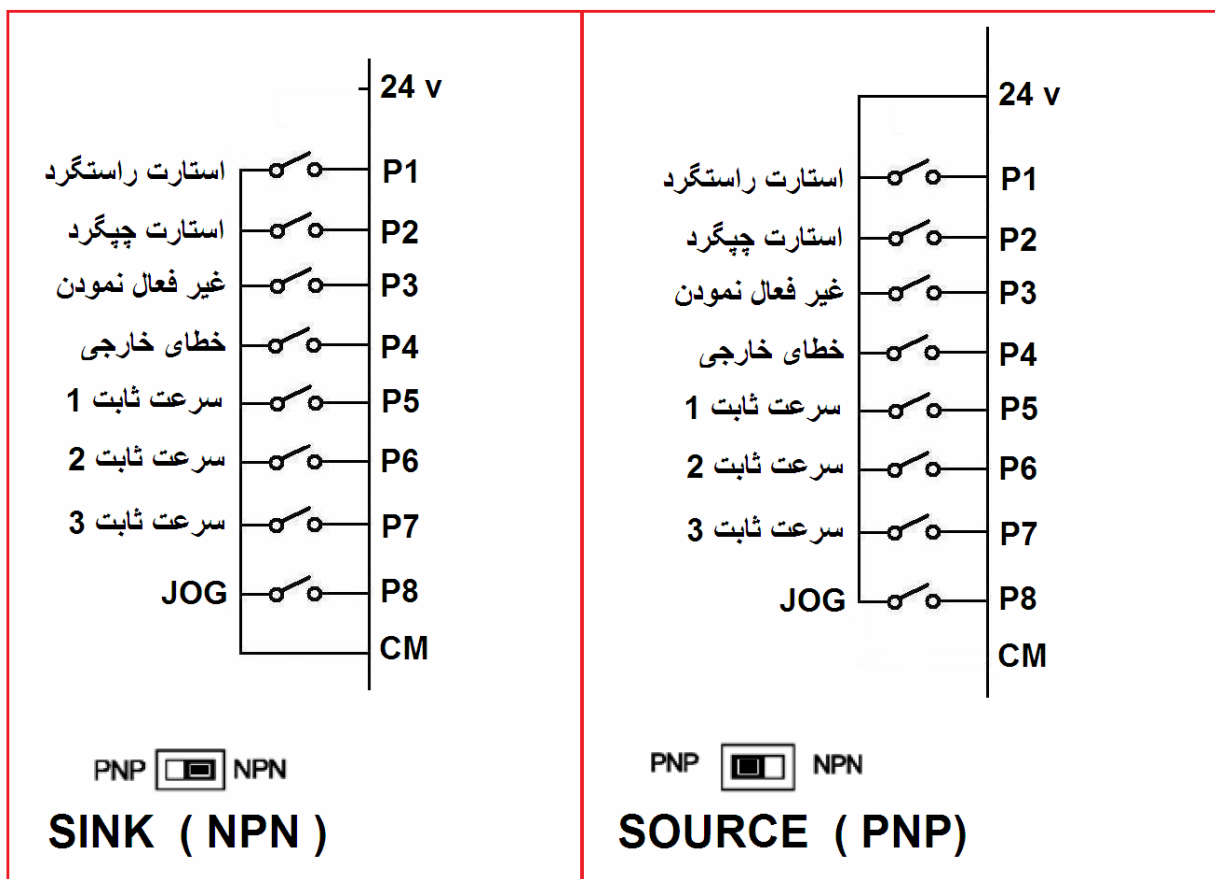 24 v
استارت راستگرد P1
استارت چپگرد P2
غیر فعال نمودن P3
خطای خارجی P4
سرعت ثابت 1 P5
سرعت ثابت 2 P6
سرعت ثابت 3 P7
JOG P8
CM
PNP NPN
SINK ( NPN )
24 v
استارت راستگرد P1
استارت چپگرد P2
غیر فعال نمودن P3
خطای خارجی P4
سرعت ثابت 1 P5
سرعت ثابت 2 P6
سرعت ثابت 3 P7
JOG P8
CM
PNP NPN
SOURCE ( PNP)